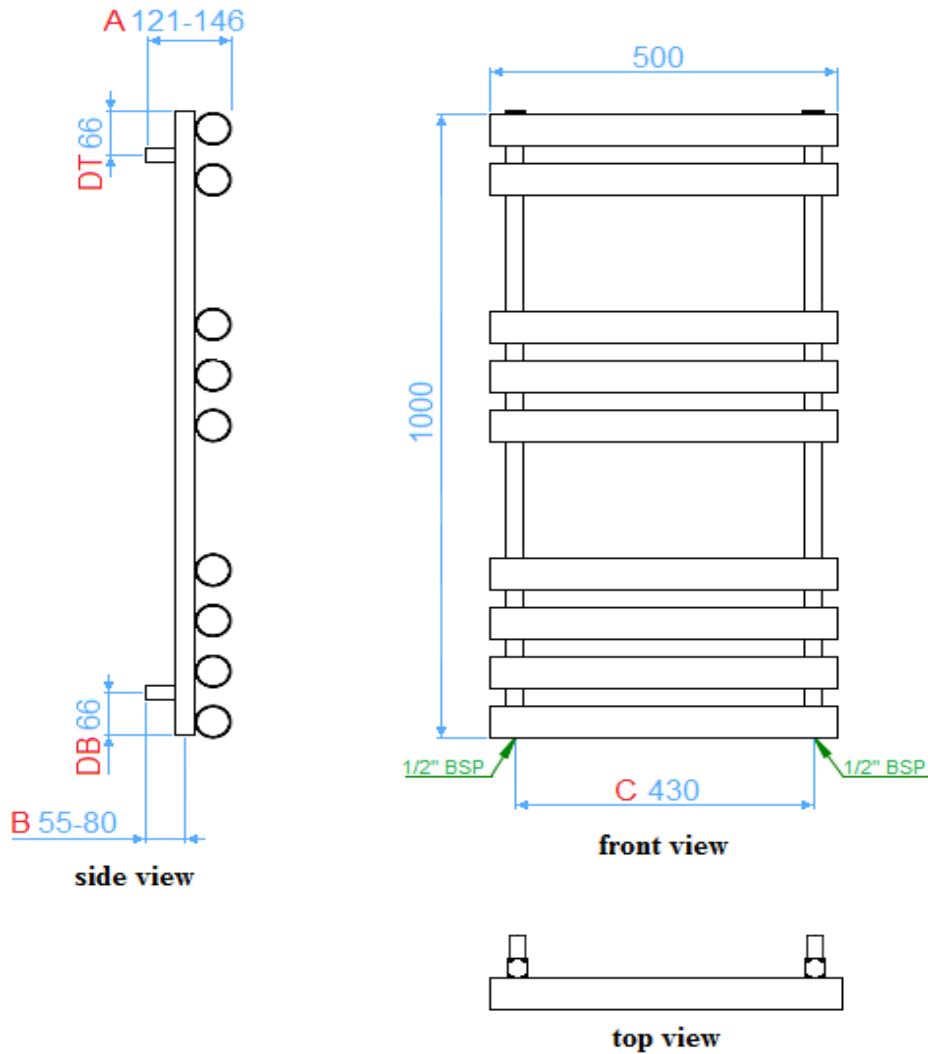 A 121-146
500
DT 66
1000
DB 66
1/2" BSP
1/2" BSP
C 430
B 55-80
front view
side view
top view